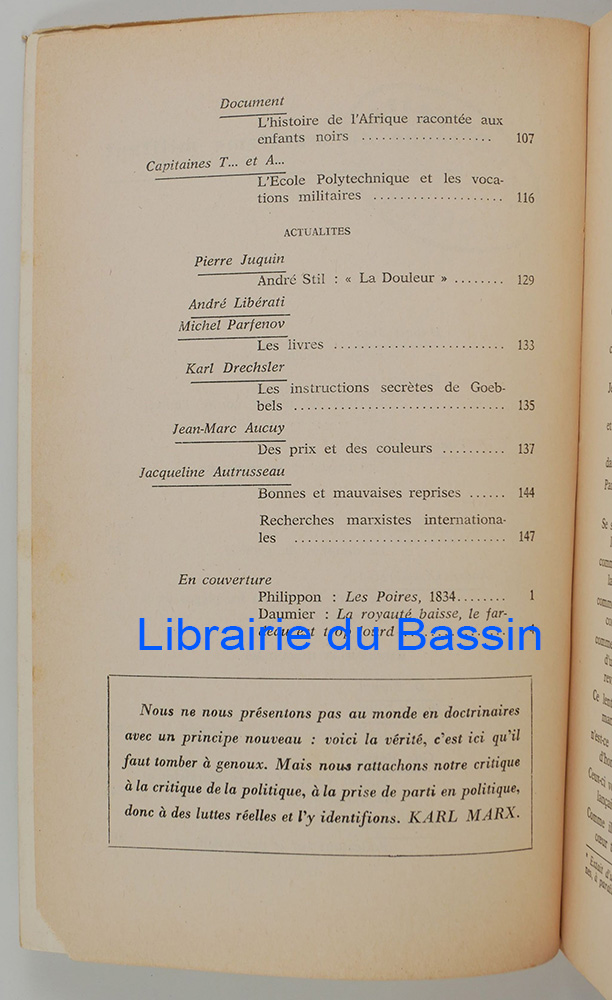 Document
L'histoire de l'Afrique racontée aux
enfants noirs .................... 107
Capitaines T... et A...
L'Ecole Polytechnique et les voca-
tions militaires .................... 116
ACTUALITES
Pierre Juquin
André Stil : « La Douleur » ........ 129
André Libérati
Michel Parfenov
Les livres .......................... 133
Karl Drechsler
Les instructions secrètes de Goeb-
bels ................................ 135
Jean-Marc Aucuy
Des prix et des couleurs .......... 137
Jacqueline Autrusseau
Bonnes et mauvaises reprises ...... 144
Recherches marxistes internationa-
les ................................ 147
En couverture
Philippon : Les Poires, 1834........ 1
Daumier : La royauté baisse, le far-
deau est trop lourd
Librairie du Bassin
Nous ne nous présentons pas au monde en doctrinaires
avec un principe nouveau : voici la vérité, c'est ici qu'il
faut tomber à genoux. Mais nous rattachons notre critique
à la critique de la politique, à la prise de parti en politique,
donc à des luttes réelles et l'y identifions. KARL MARX.